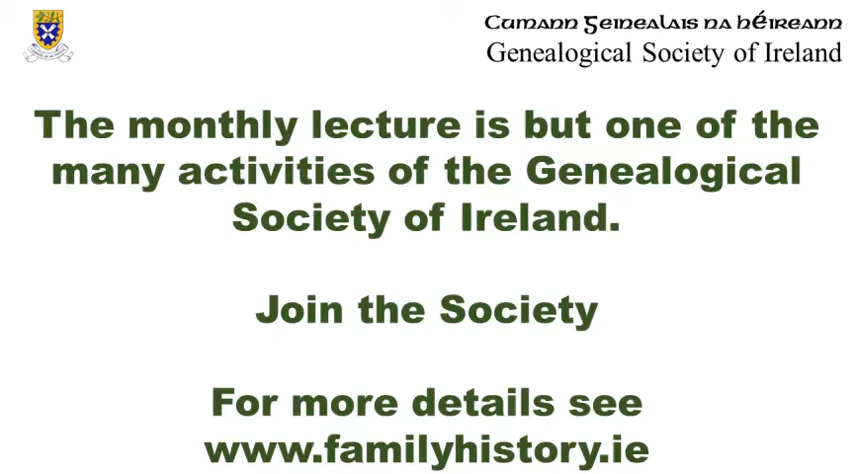 Cumann Geinealais na hÉireann
Genealogical Society of Ireland
The monthly lecture is but one of the
many activities of the Genealogical
Society of Ireland.
Join the Society
For more details see
www.familyhistory.ie